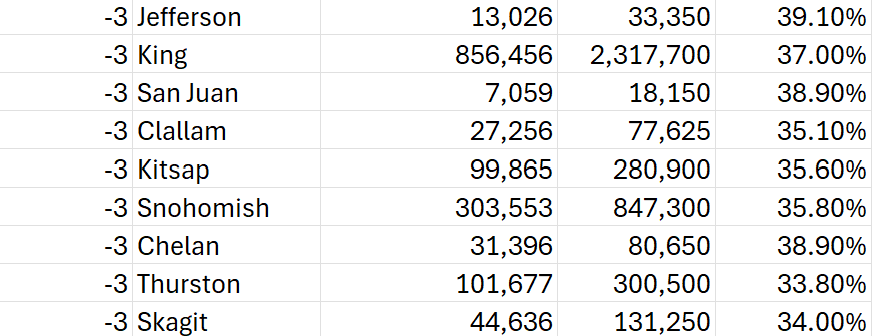 -3 Jefferson 13,026 33,350 39.10%
-3 King 856,456 2,317,700 37.00%
-3 San Juan 7,059 18,150 38.90%
-3 Clallam 27,256 77,625 35.10%
-3 Kitsap 99,865 280,900 35.60%
-3 Snohomish 303,553 847,300 35.80%
-3 Chelan 31,396 80,650 38.90%
-3 Thurston 101,677 300,500 33.80%
-3 Skagit 44,636 131,250 34.00%